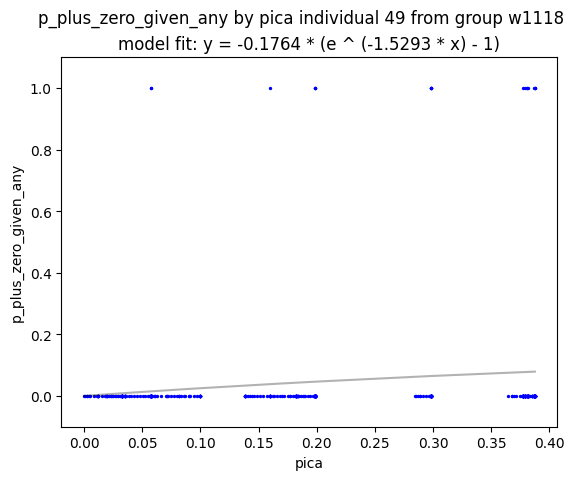 p_plus_zero_given_any by pica individual 49 from group w1118
model fit: y = -0.1764 * (e ^ (-1.5293 * x) - 1)
1.0
0.8
0.6
0.4
0.2
0.0
p_plus_zero_given_any
0.00 0.05 0.10 0.15 0.20 0.25 0.30 0.35 0.40
pica